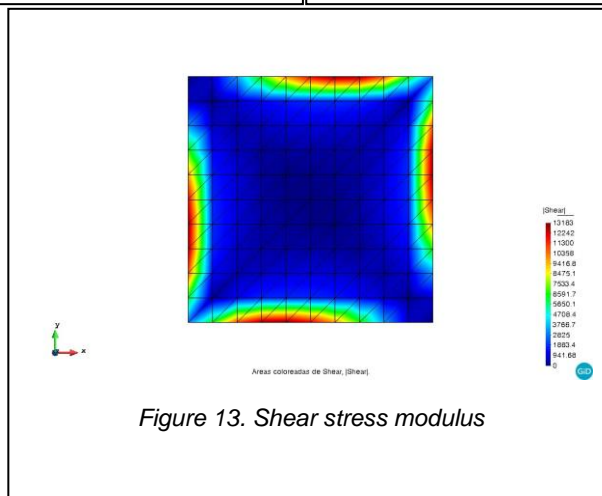 |Shear|
13183
12242
11300
10358
9416.8
8475.1
7533.4
6591.7
5650.1
4708.4
3766.7
2825
1883.4
941.68
0
y
x
Areas coloreadas de Shear, |Shear|.
GiD
Figure 13. Shear stress modulus